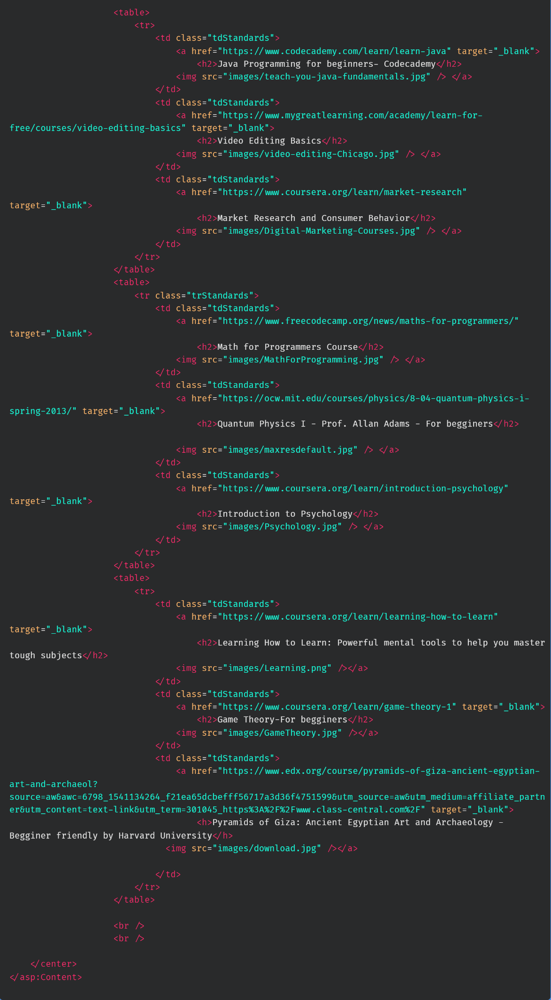 <table>
<tr>
<td class="tdStandards">
<a href="https://www.codecademy.com/learn/learn-java" target="_blank">
<h2>Java Programming for beginners- Codecademy</h2>
<img src="images/teach-you-java-fundamentals.jpg" /> </a>
</td>
<td class="tdStandards">
<a href="https://www.mygreatlearning.com/academy/learn-for-
free/courses/video-editing-basics" target="_blank">
<h2>Video Editing Basics</h2>
<img src="images/video-editing-Chicago.jpg" /> </a>
</td>
<td class="tdStandards">
<a href="https://www.coursera.org/learn/market-research"
target="_blank">
<h2>Market Research and Consumer Behavior</h2>
<img src="images/Digital-Marketing-Courses.jpg" /> </a>
</td>
</tr>
</table>
<table>
<tr class="trStandards">
<td class="tdStandards">
<a href="https://www.freecodecamp.org/news/maths-for-programmers/"
target="_blank">
<h2>Math for Programmers Course</h2>
<img src="images/MathForProgramming.jpg" /> </a>
</td>
<td class="tdStandards">
<a href="https://ocw.mit.edu/courses/physics/8-04-quantum-physics-i-
spring-2013/" target="_blank">
<h2>Quantum Physics I - Prof. Allan Adams - For begginers</h2>
<img src="images/maxresdefault.jpg" /> </a>
</td>
<td class="tdStandards">
<a href="https://www.coursera.org/learn/introduction-psychology"
target="_blank">
<h2>Introduction to Psychology</h2>
<img src="images/Psychology.jpg" /> </a>
</td>
</tr>
</table>
<table>
<tr>
<td class="tdStandards">
<a href="https://www.coursera.org/learn/learning-how-to-learn"
target="_blank">
<h2>Learning How to Learn: Powerful mental tools to help you master
tough subjects</h2>
<img src="images/Learning.png" /></a>
</td>
<td class="tdStandards">
<a href="https://www.coursera.org/learn/game-theory-1" target="_blank">
<h2>Game Theory-For begginers</h2>
<img src="images/GameTheory.jpg" /></a>
</td>
<td class="tdStandards">
<a href="https://www.edx.org/course/pyramids-of-giza-ancient-egyptian-
art-and-archaeol?
source=aw&awc=6798_1541134264_f21ea65dcbefff56717a3d36f4751599&utm_source=aw&utm_medium=affiliate_partn
er&utm_content=text-link&utm_term=301045_https%3A%2F%2Fwww.class-central.com%2F" target="_blank">
<h>Pyramids of Giza: Ancient Egyptian Art and Archaeology -
Begginer friendly by Harvard University</h>
<img src="images/download.jpg" /></a>
</td>
</tr>
</table>
<br />
<br />
</center>
</asp:Content>